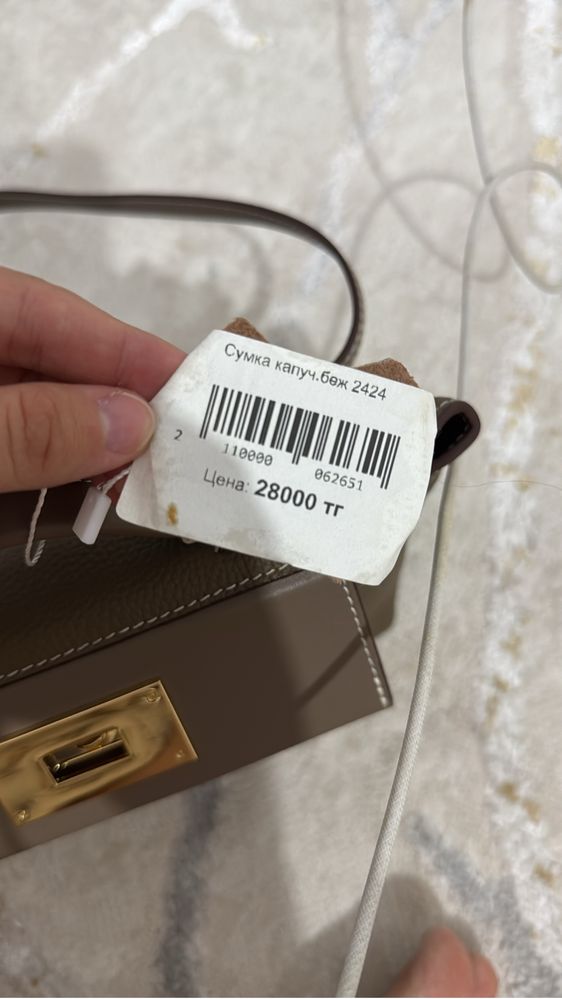 Сумка капуч.беж 2424
2 110000 062651
Цена: 28000 тг